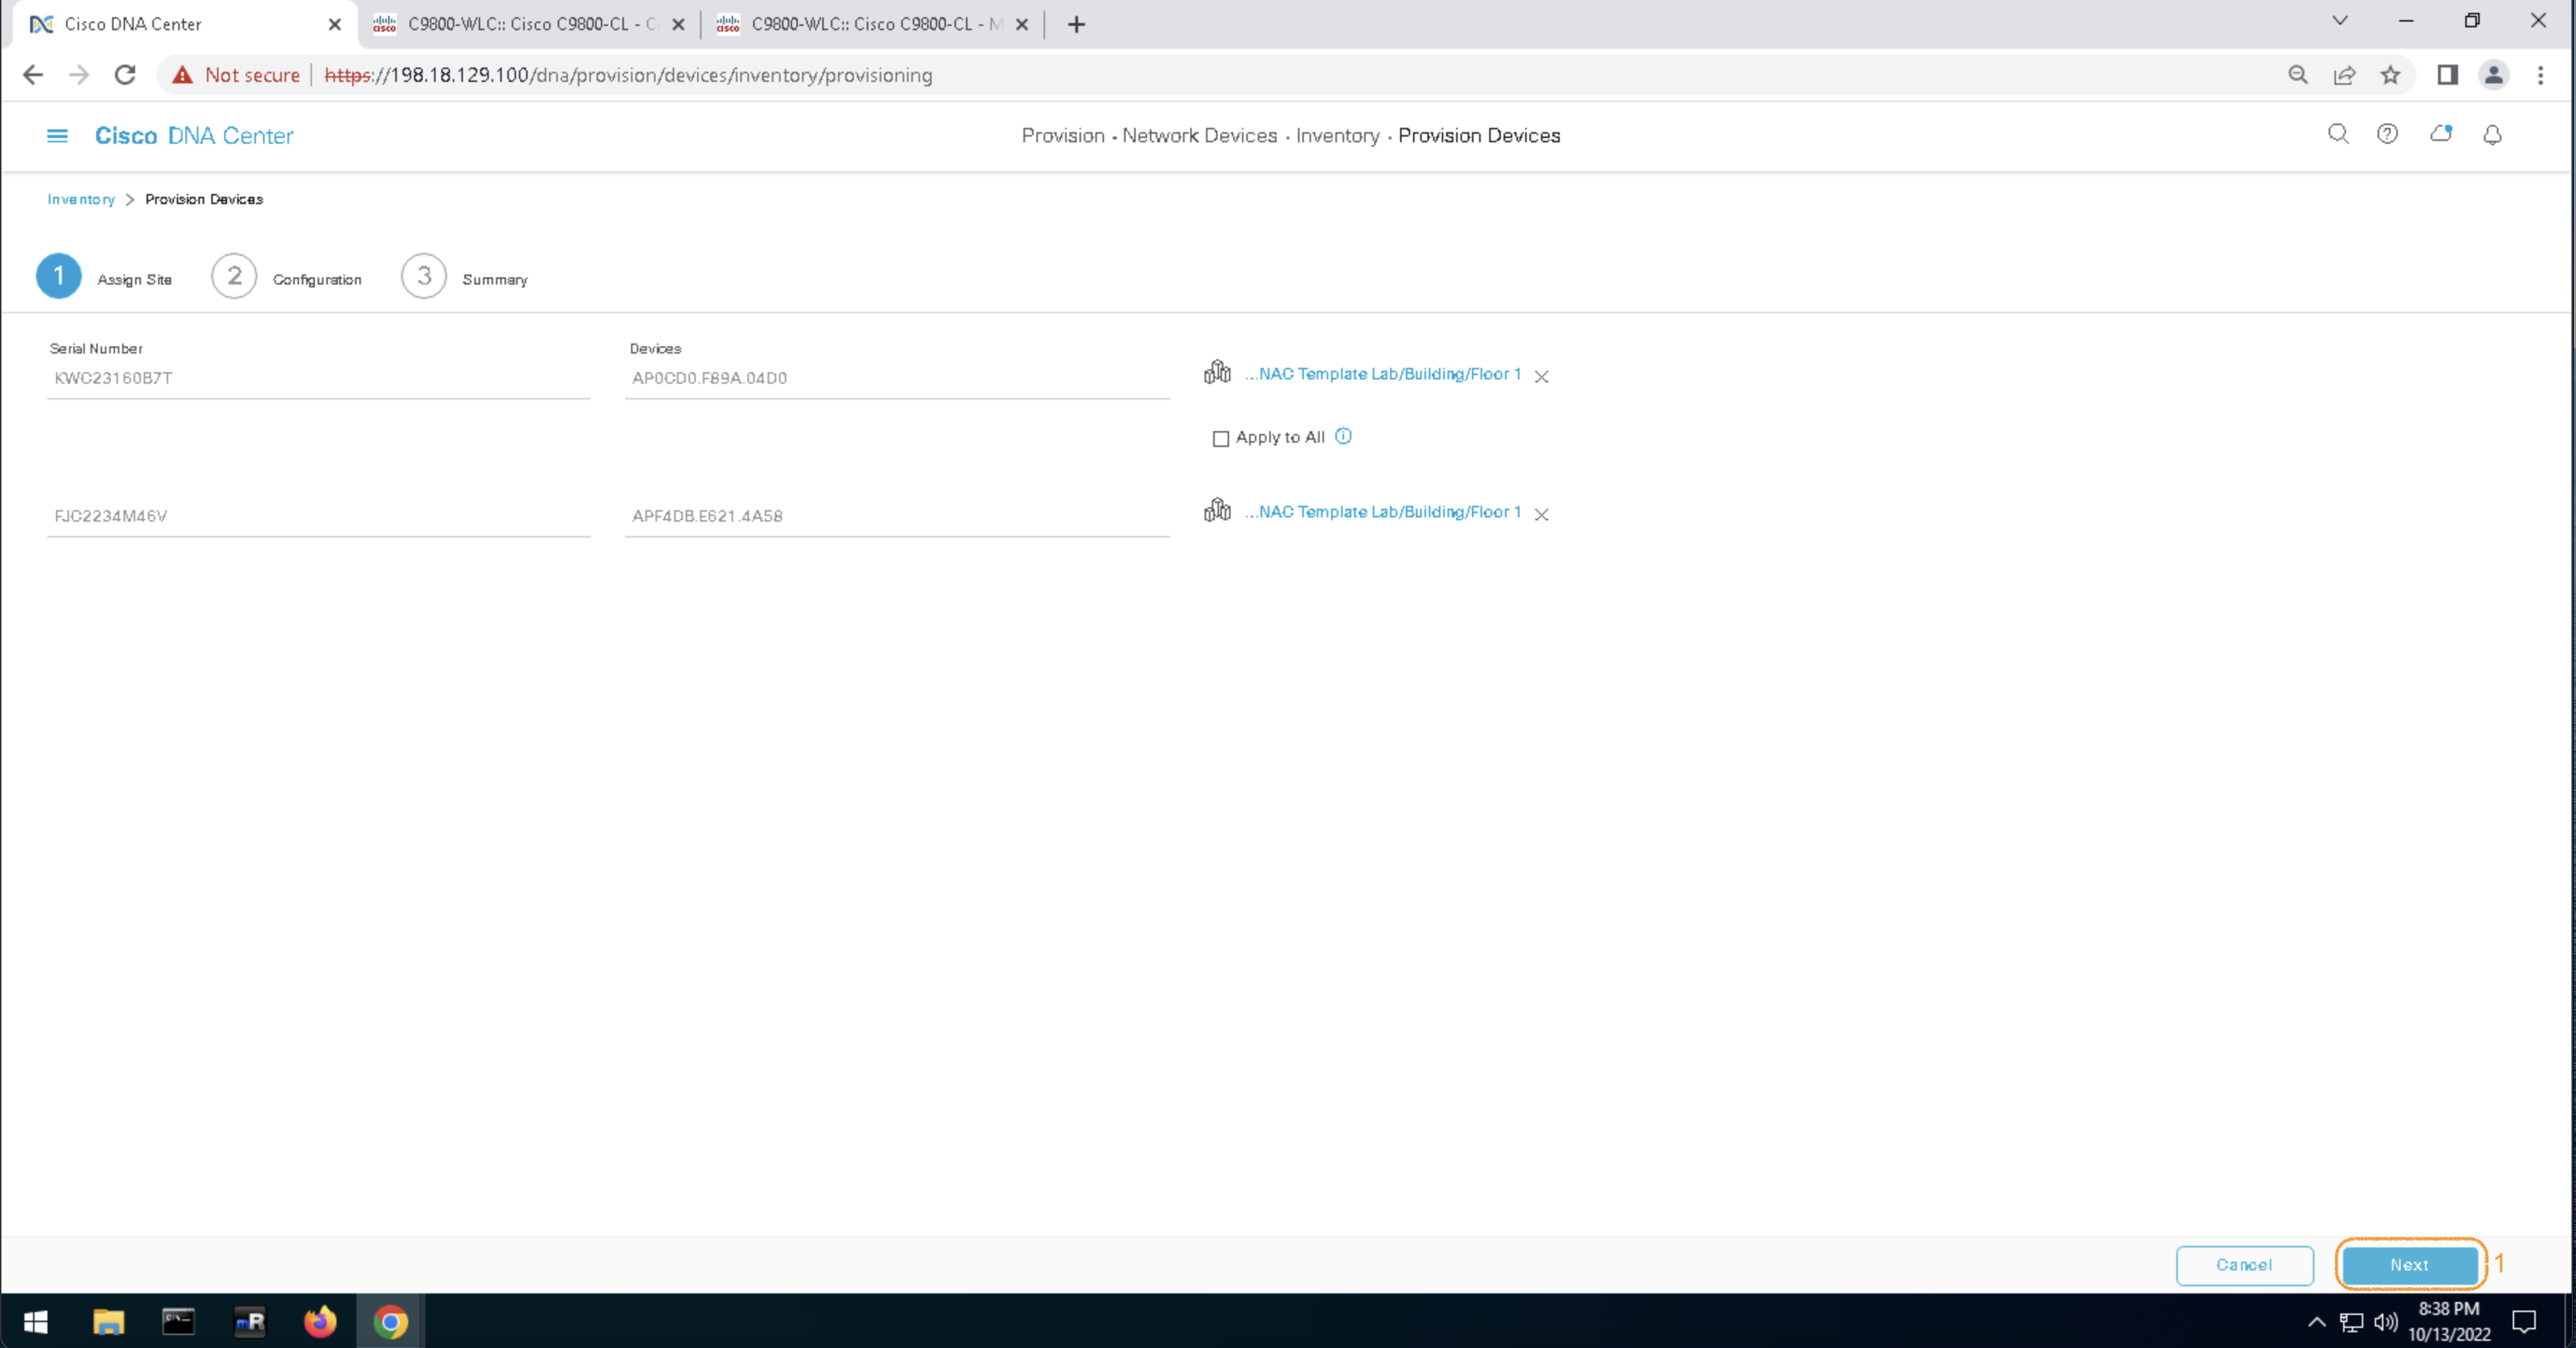 Cisco DNA Center
C9800-WLC:: Cisco C9800-CL - C
C9800-WLC:: Cisco C9800-CL - M
Not secure | https://198.18.129.100/dna/provision/devices/inventory/provisioning
Cisco DNA Center
Provision · Network Devices · Inventory · Provision Devices
Inventory > Provision Devices
1 Assign Site 2 Configuration 3 Summary
Serial Number Devices
KWC23160B7T AP0CD0.F89A.04D0 ...NAC Template Lab/Building/Floor 1
Apply to All
FJC2234M46V APF4DB.E621.4A58 ...NAC Template Lab/Building/Floor 1
Cancel Next 1
8:38 PM
10/13/2022